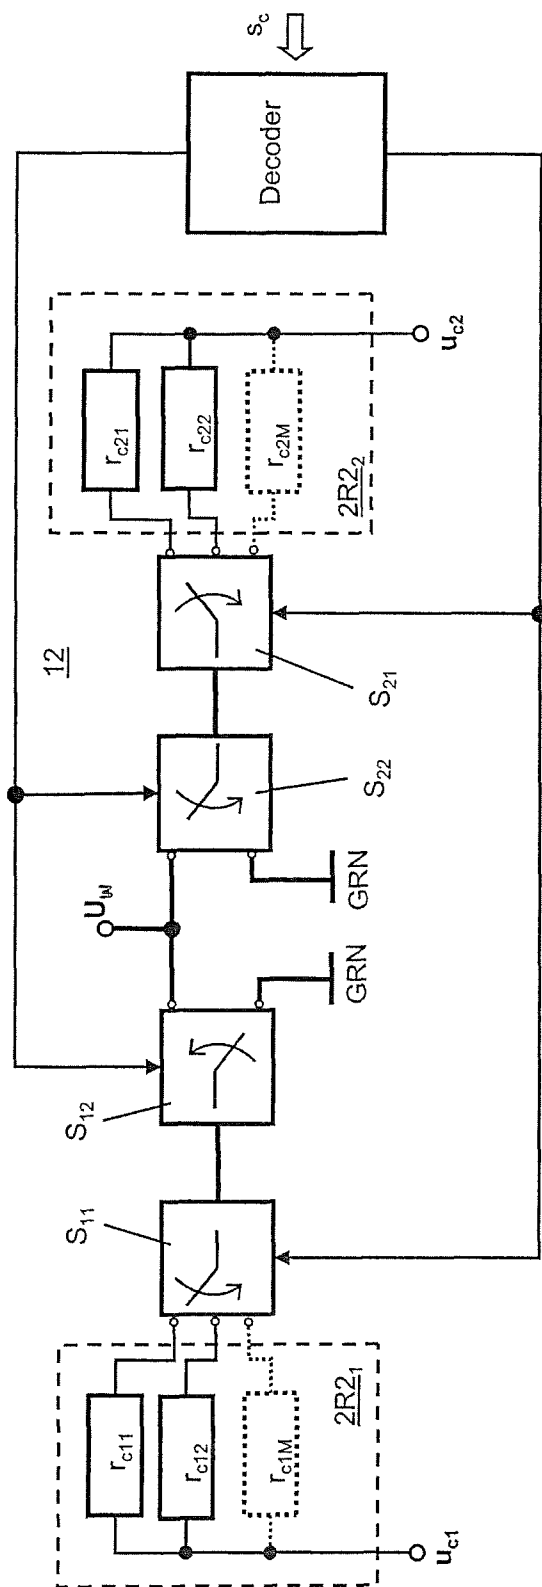 r_c11
r_c12
r_c1M
2R2_1
u_c1
S_11
S_12
GRN
U_w
GRN
S_22
S_21
12
r_c21
r_c22
r_c2M
2R2_2
u_c2
Decoder
s_c